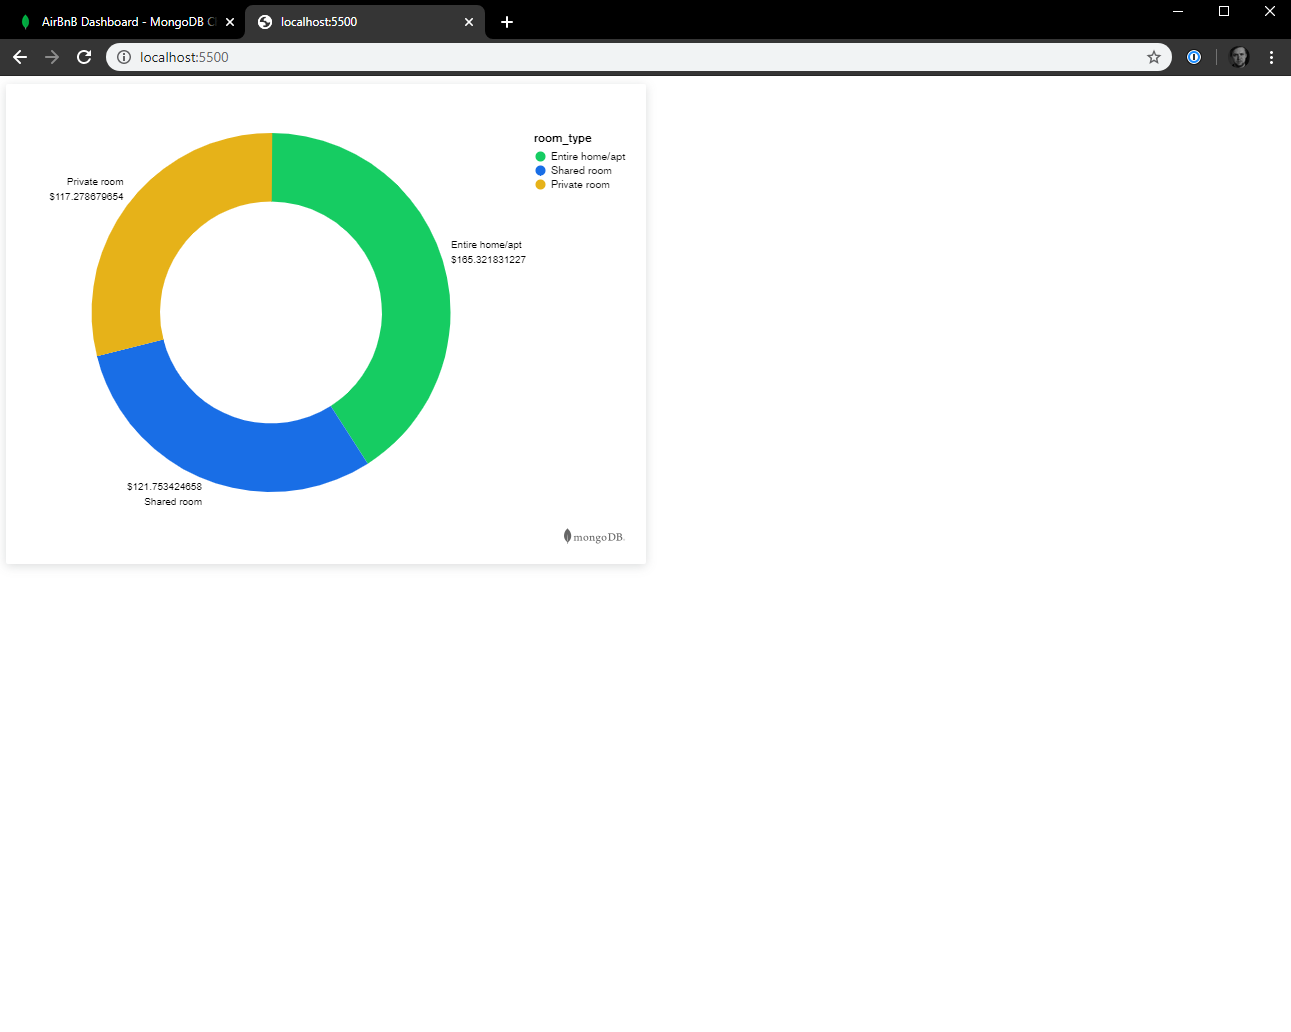 AirBnB Dashboard - MongoDB C
localhost:5500
localhost:5500
room_type
Entire home/apt
Shared room
Private room
Private room
$117.278679654
Entire home/apt
$165.321831227
$121.753424658
Shared room
mongoDB.